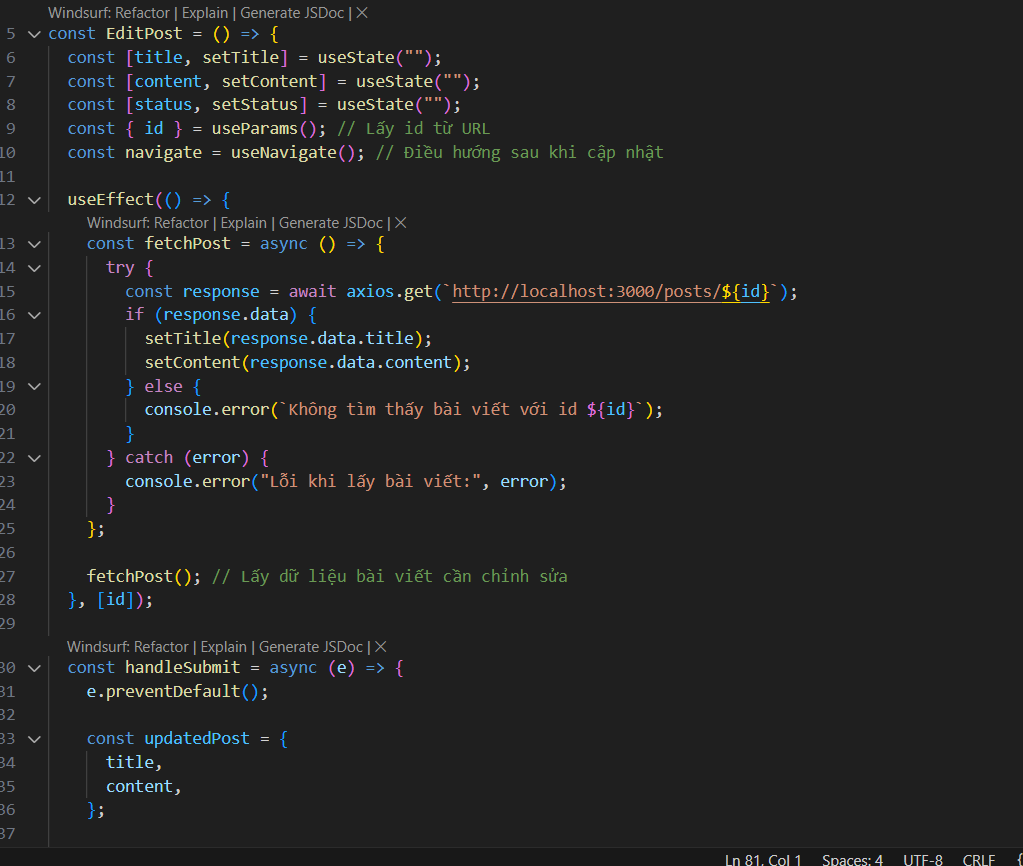 Windsurf: Refactor | Explain | Generate JSDoc | ✕
5 const EditPost = () => {
6 const [title, setTitle] = useState("");
7 const [content, setContent] = useState("");
8 const [status, setStatus] = useState("");
9 const { id } = useParams(); // Lấy id từ URL
10 const navigate = useNavigate(); // Điều hướng sau khi cập nhật
11
12 useEffect(() => {
Windsurf: Refactor | Explain | Generate JSDoc | ✕
13 const fetchPost = async () => {
14 try {
15 const response = await axios.get(`http://localhost:3000/posts/${id}`);
16 if (response.data) {
17 setTitle(response.data.title);
18 setContent(response.data.content);
19 } else {
20 console.error(`Không tìm thấy bài viết với id ${id}`);
21 }
22 } catch (error) {
23 console.error("Lỗi khi lấy bài viết:", error);
24 }
25 };
26
27 fetchPost(); // Lấy dữ liệu bài viết cần chỉnh sửa
28 }, [id]);
29
Windsurf: Refactor | Explain | Generate JSDoc | ✕
30 const handleSubmit = async (e) => {
31 e.preventDefault();
32
33 const updatedPost = {
34 title,
35 content,
36 };
37
Ln 81, Col 1 Spaces: 4 UTF-8 CRLF {